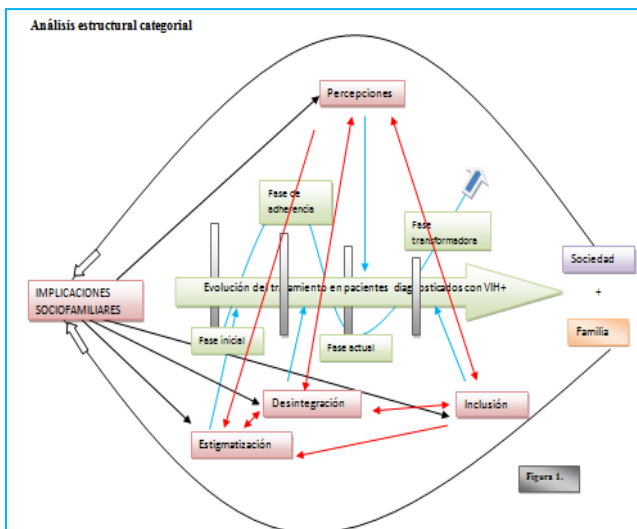 Análisis estructural categorial
Percepciones
Fase de
adherencia
Fase
transformadora
Sociedad
+
Familia
IMPLICACIONES
SOCIOFAMILIARES
Evolución del tratamiento en pacientes diagnosticados con VIH+
Fase inicial
Fase actual
Desintegración
Inclusión
Estigmatización
Figura 1.